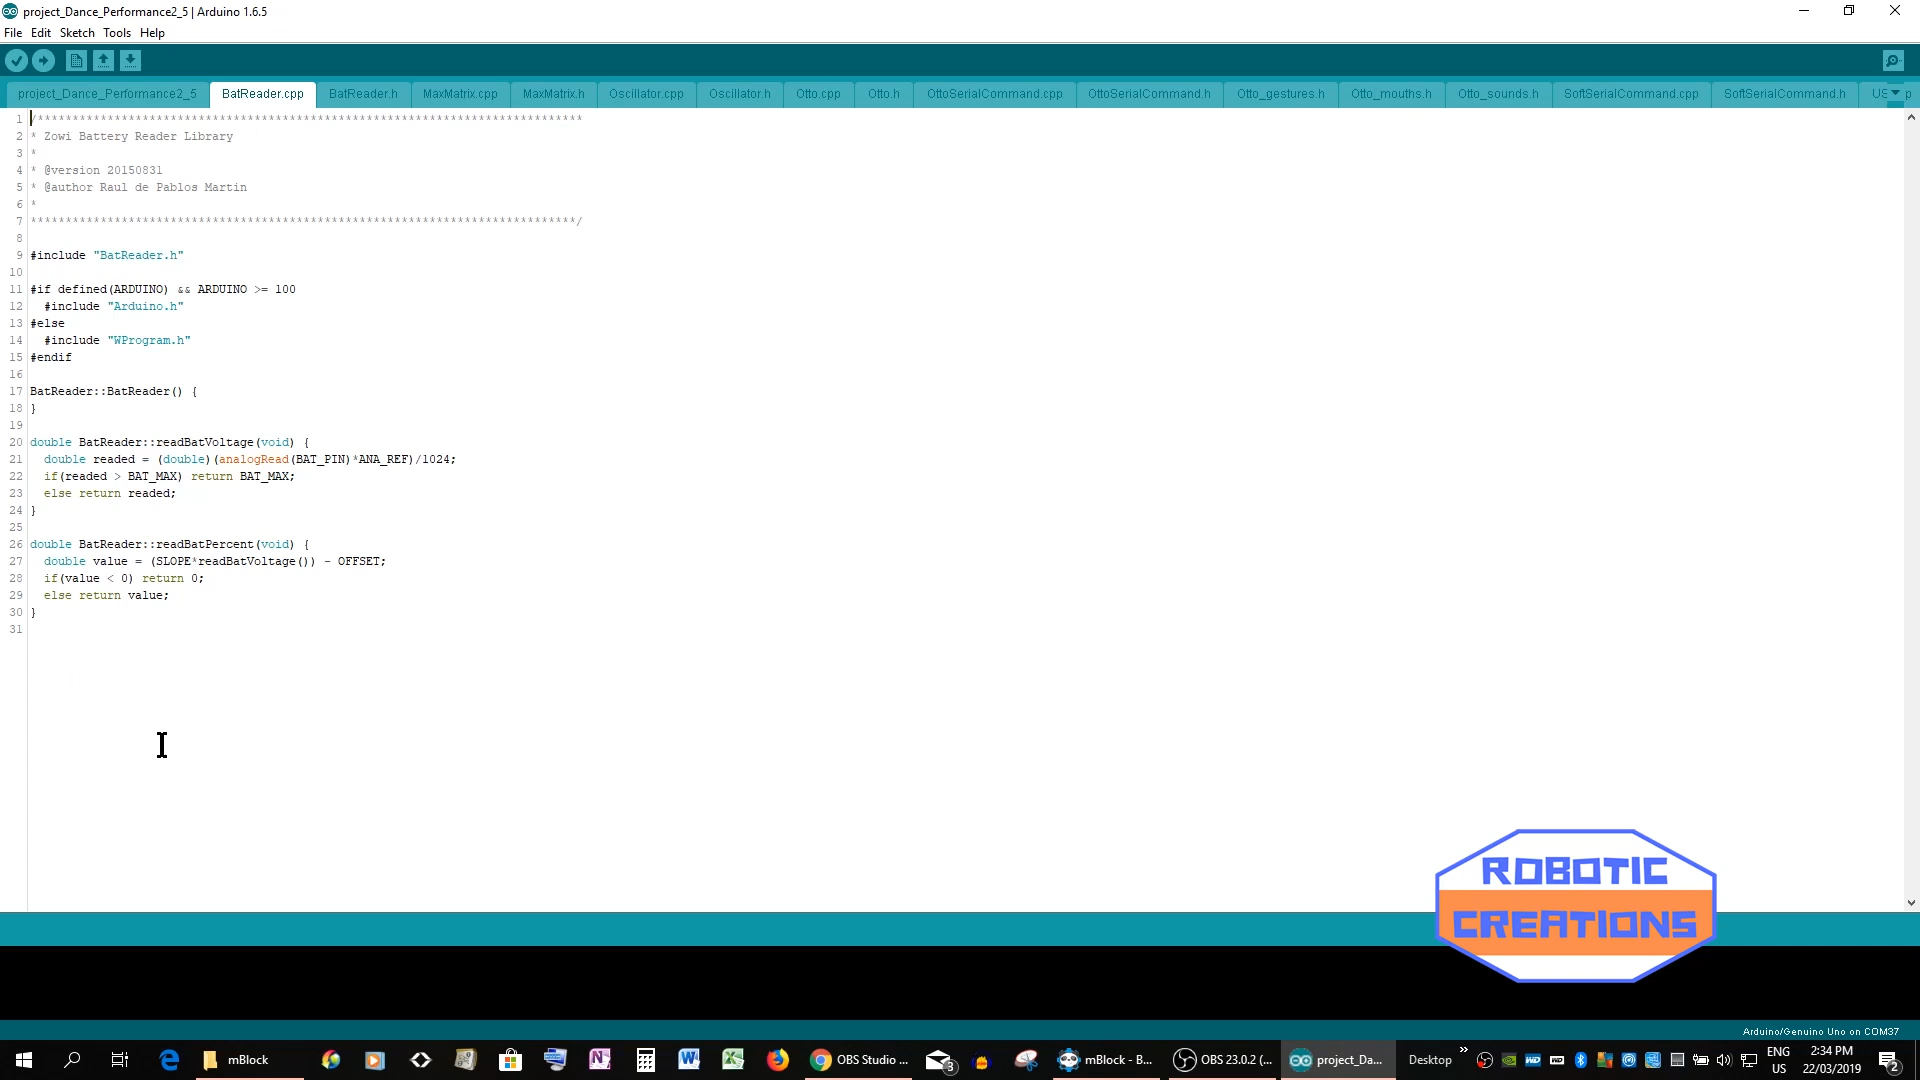 project_Dance_Performance2_5 | Arduino 1.6.5
File Edit Sketch Tools Help
project_Dance_Performance2_5 BatReader.cpp BatReader.h MaxMatrix.cpp MaxMatrix.h Oscillator.cpp Oscillator.h Otto.cpp Otto.h OttoSerialCommand.cpp OttoSerialCommand.h Otto_gestures.h Otto_mouths.h Otto_sounds.h SoftSerialCommand.cpp SoftSerialCommand.h US p
1 /******************************************************************************
2 * Zowi Battery Reader Library
3 *
4 * @version 20150831
5 * @author Raul de Pablos Martin
6 *
7 ******************************************************************************/
8
9 #include "BatReader.h"
10
11 #if defined(ARDUINO) && ARDUINO >= 100
12 #include "Arduino.h"
13 #else
14 #include "WProgram.h"
15 #endif
16
17 BatReader::BatReader() {
18 }
19
20 double BatReader::readBatVoltage(void) {
21 double readed = (double)(analogRead(BAT_PIN)*ANA_REF)/1024;
22 if(readed > BAT_MAX) return BAT_MAX;
23 else return readed;
24 }
25
26 double BatReader::readBatPercent(void) {
27 double value = (SLOPE*readBatVoltage()) - OFFSET;
28 if(value < 0) return 0;
29 else return value;
30 }
31
ROBOTIC
CREATIONS
Arduino/Genuino Uno on COM37
mBlock OBS Studio ... 3 mBlock - B... OBS 23.0.2 (... project_Da... Desktop ENG
US 2:34 PM
22/03/2019 2